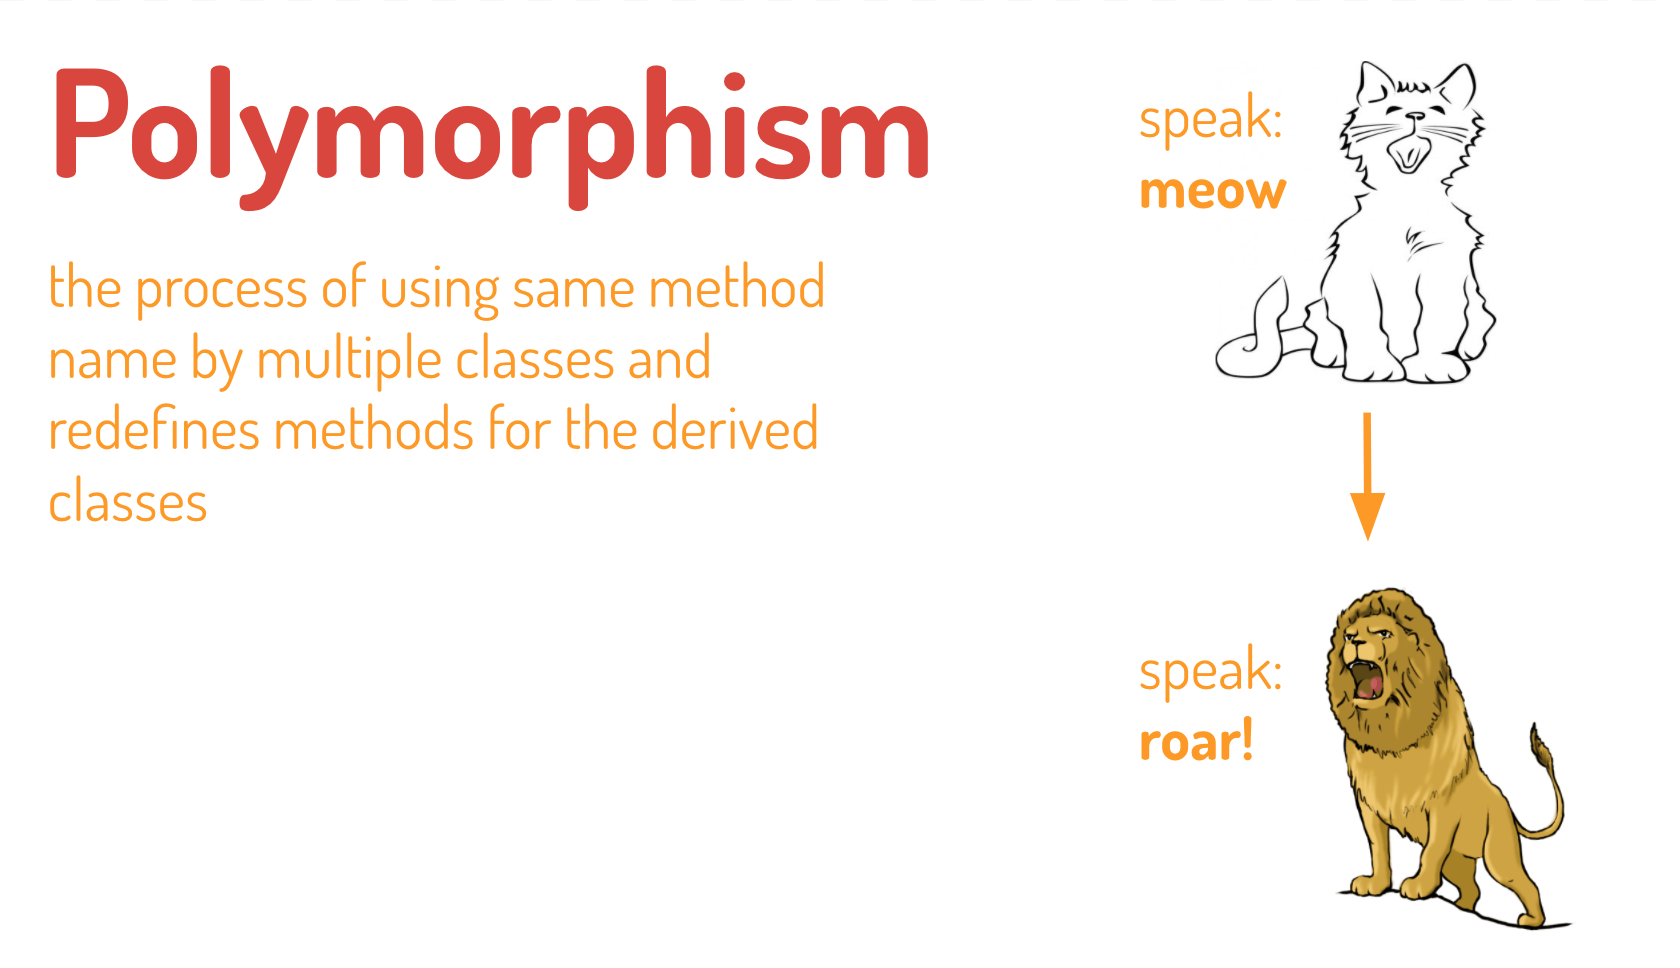 Polymorphism
the process of using same method
name by multiple classes and
redefines methods for the derived
classes
speak:
meow
speak:
roar!